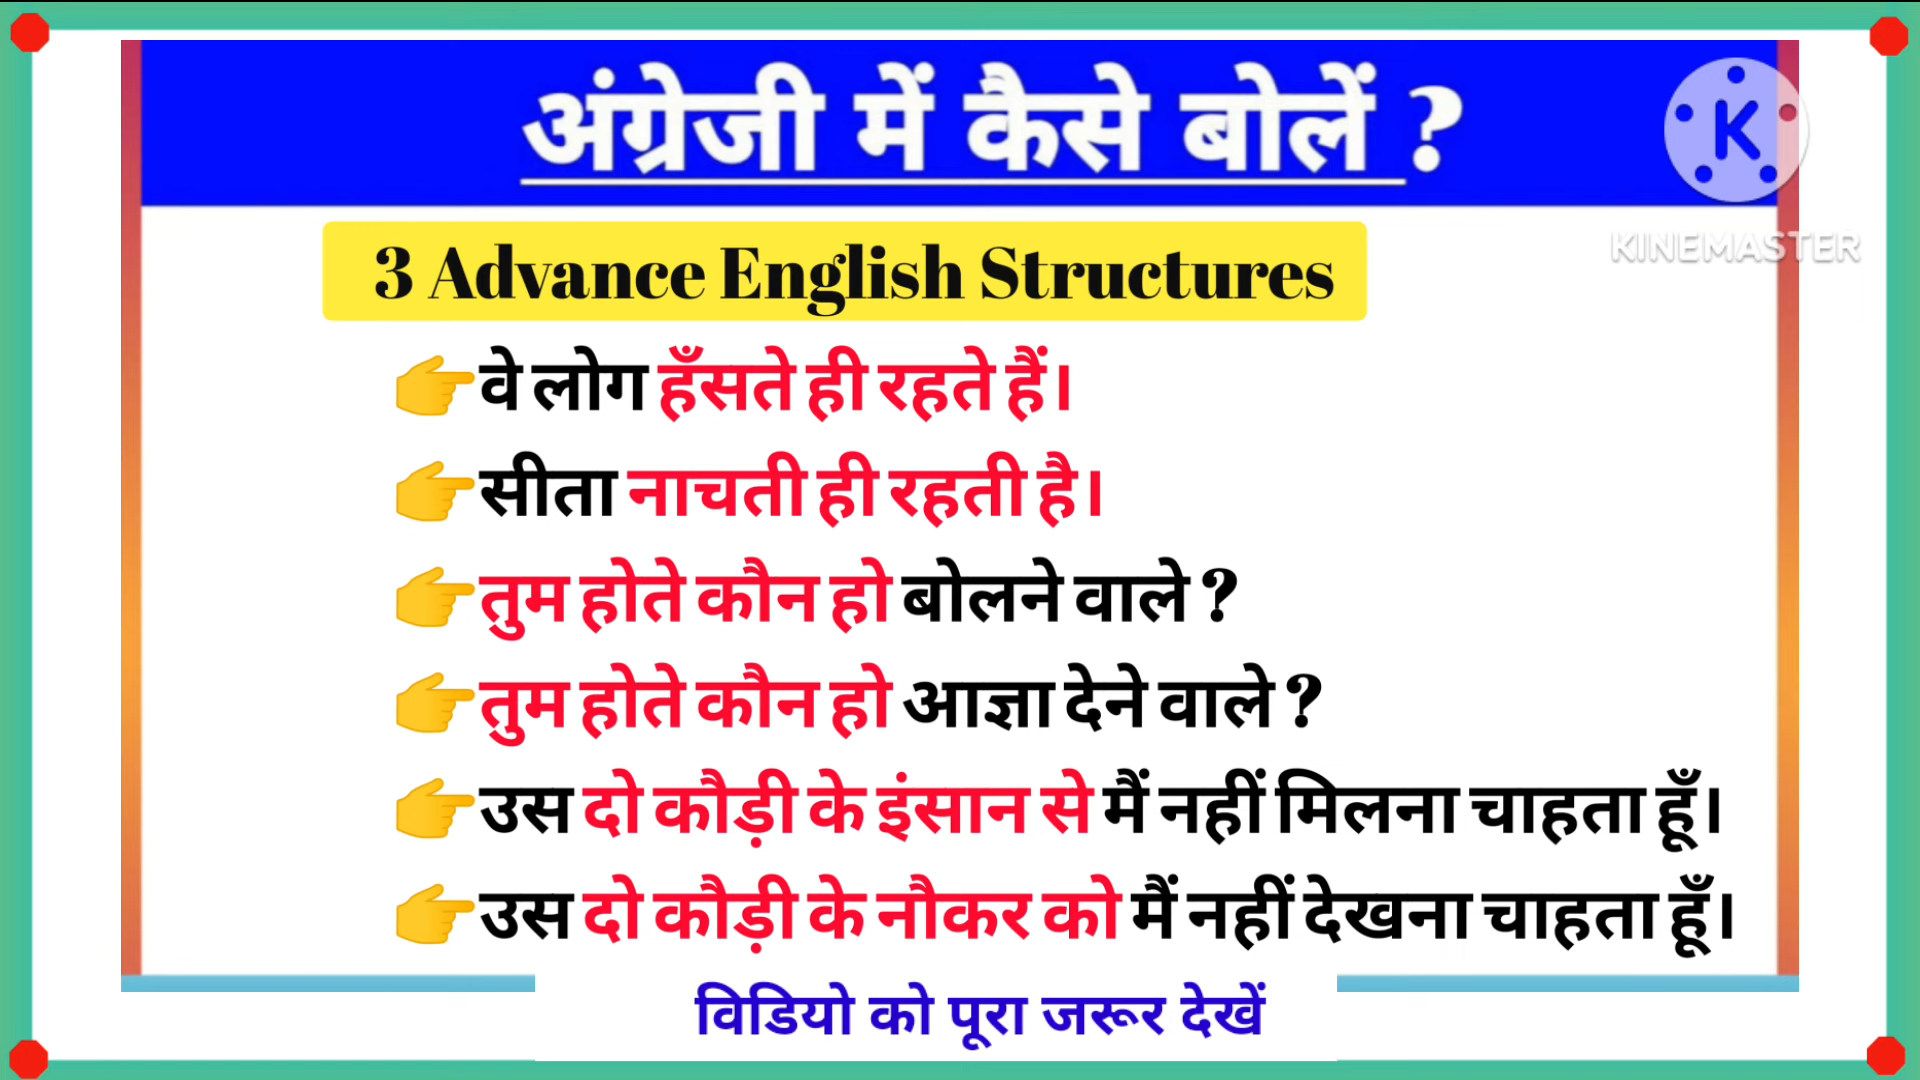 अंग्रेजी में कैसे बोलें ?
K
KINEMASTER
3 Advance English Structures
👉वे लोग हँसते ही रहते हैं।
👉सीता नाचती ही रहती है।
👉तुम होते कौन हो बोलने वाले ?
👉तुम होते कौन हो आज्ञा देने वाले ?
👉उस दो कौड़ी के इंसान से मैं नहीं मिलना चाहता हूँ।
👉उस दो कौड़ी के नौकर को मैं नहीं देखना चाहता हूँ।
विडियो को पूरा जरूर देखें